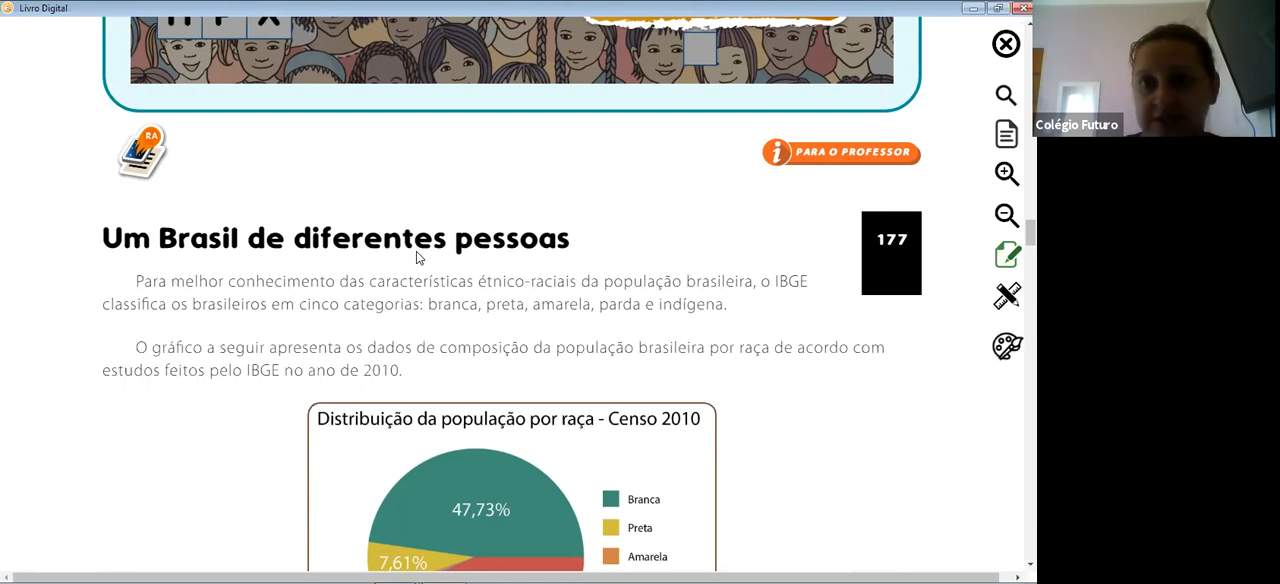 Livro Digital
Colégio Futuro
RA
i PARA O PROFESSOR
Um Brasil de diferentes pessoas
177
Para melhor conhecimento das características étnico-raciais da população brasileira, o IBGE
classifica os brasileiros em cinco categorias: branca, preta, amarela, parda e indígena.
O gráfico a seguir apresenta os dados de composição da população brasileira por raça de acordo com
estudos feitos pelo IBGE no ano de 2010.
Distribuição da população por raça - Censo 2010
47,73%
Branca
Preta
7,61%
Amarela